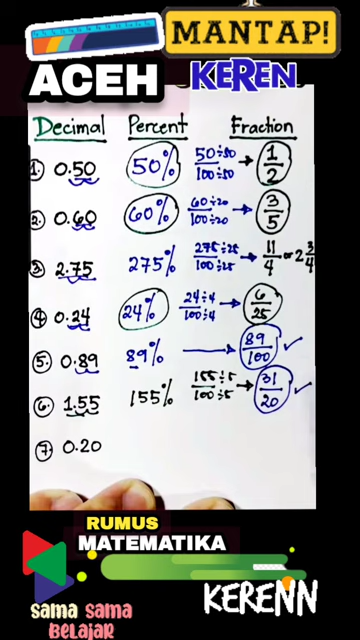 MANTAP!
ACEH KEREN
Decimal Percent Fraction
1. 0.50 50% 50÷50/100÷50 → 1/2
2. 0.60 60% 60÷20/100÷20 → 3/5
3. 2.75 275% 275÷25/100÷25 → 11/4 or 2 3/4
4. 0.24 24% 24÷4/100÷4 → 6/25
5. 0.89 89% → 89/100
6. 1.55 155% 155÷5/100÷5 → 31/20
7. 0.20
RUMUS
MATEMATIKA
KERENN
SAMA SAMA
BELAJAR